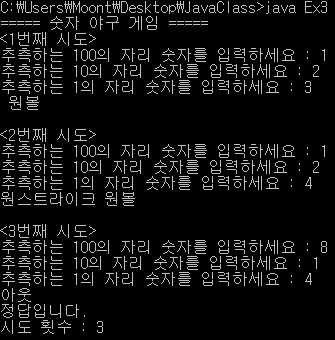 C:\Users\Moont\Desktop\JavaClass>java Ex3
===== 숫자 야구 게임 =====
<1번째 시도>
추측하는 100의 자리 숫자를 입력하세요 : 1
추측하는 10의 자리 숫자를 입력하세요 : 2
추측하는 1의 자리 숫자를 입력하세요 : 3
원볼
<2번째 시도>
추측하는 100의 자리 숫자를 입력하세요 : 1
추측하는 10의 자리 숫자를 입력하세요 : 2
추측하는 1의 자리 숫자를 입력하세요 : 4
원스트라이크 원볼
<3번째 시도>
추측하는 100의 자리 숫자를 입력하세요 : 8
추측하는 10의 자리 숫자를 입력하세요 : 1
추측하는 1의 자리 숫자를 입력하세요 : 4
아웃
정답입니다.
시도 횟수 : 3